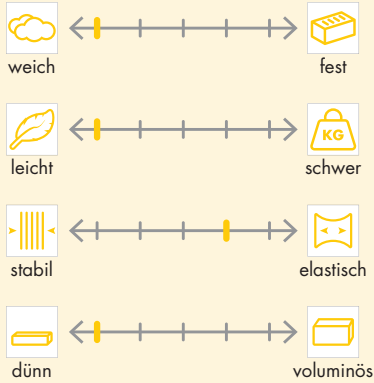 weich fest
KG
leicht schwer
stabil elastisch
dünn voluminös